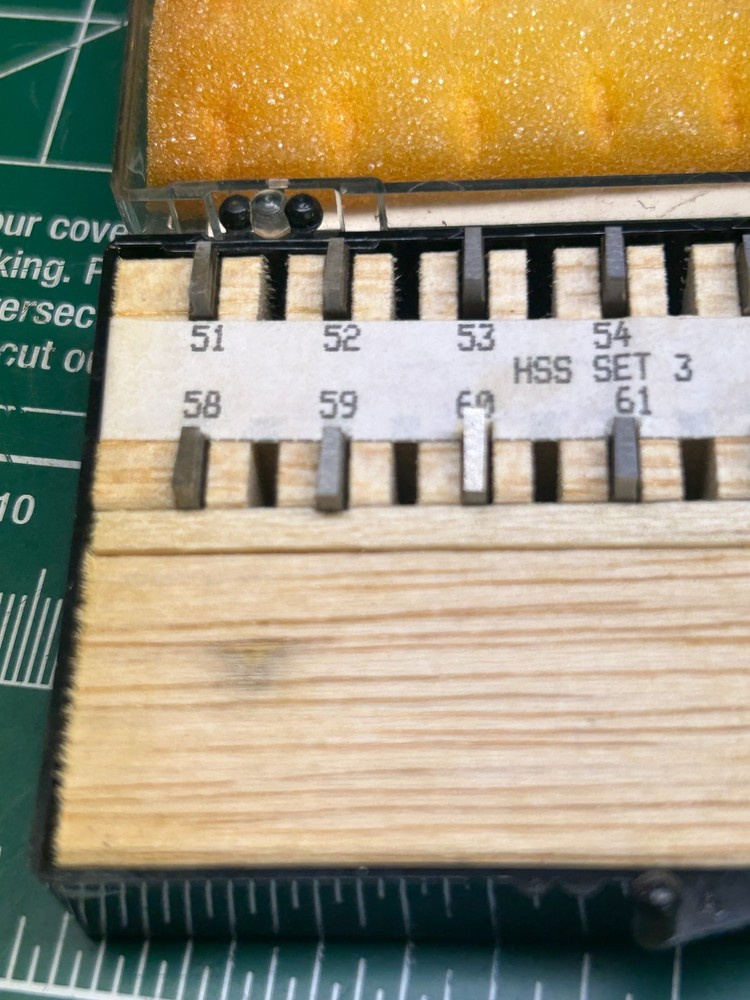 our cove
king. F
ersec
cut o
10
51 52 53 54
HSS SET 3
58 59 60 61